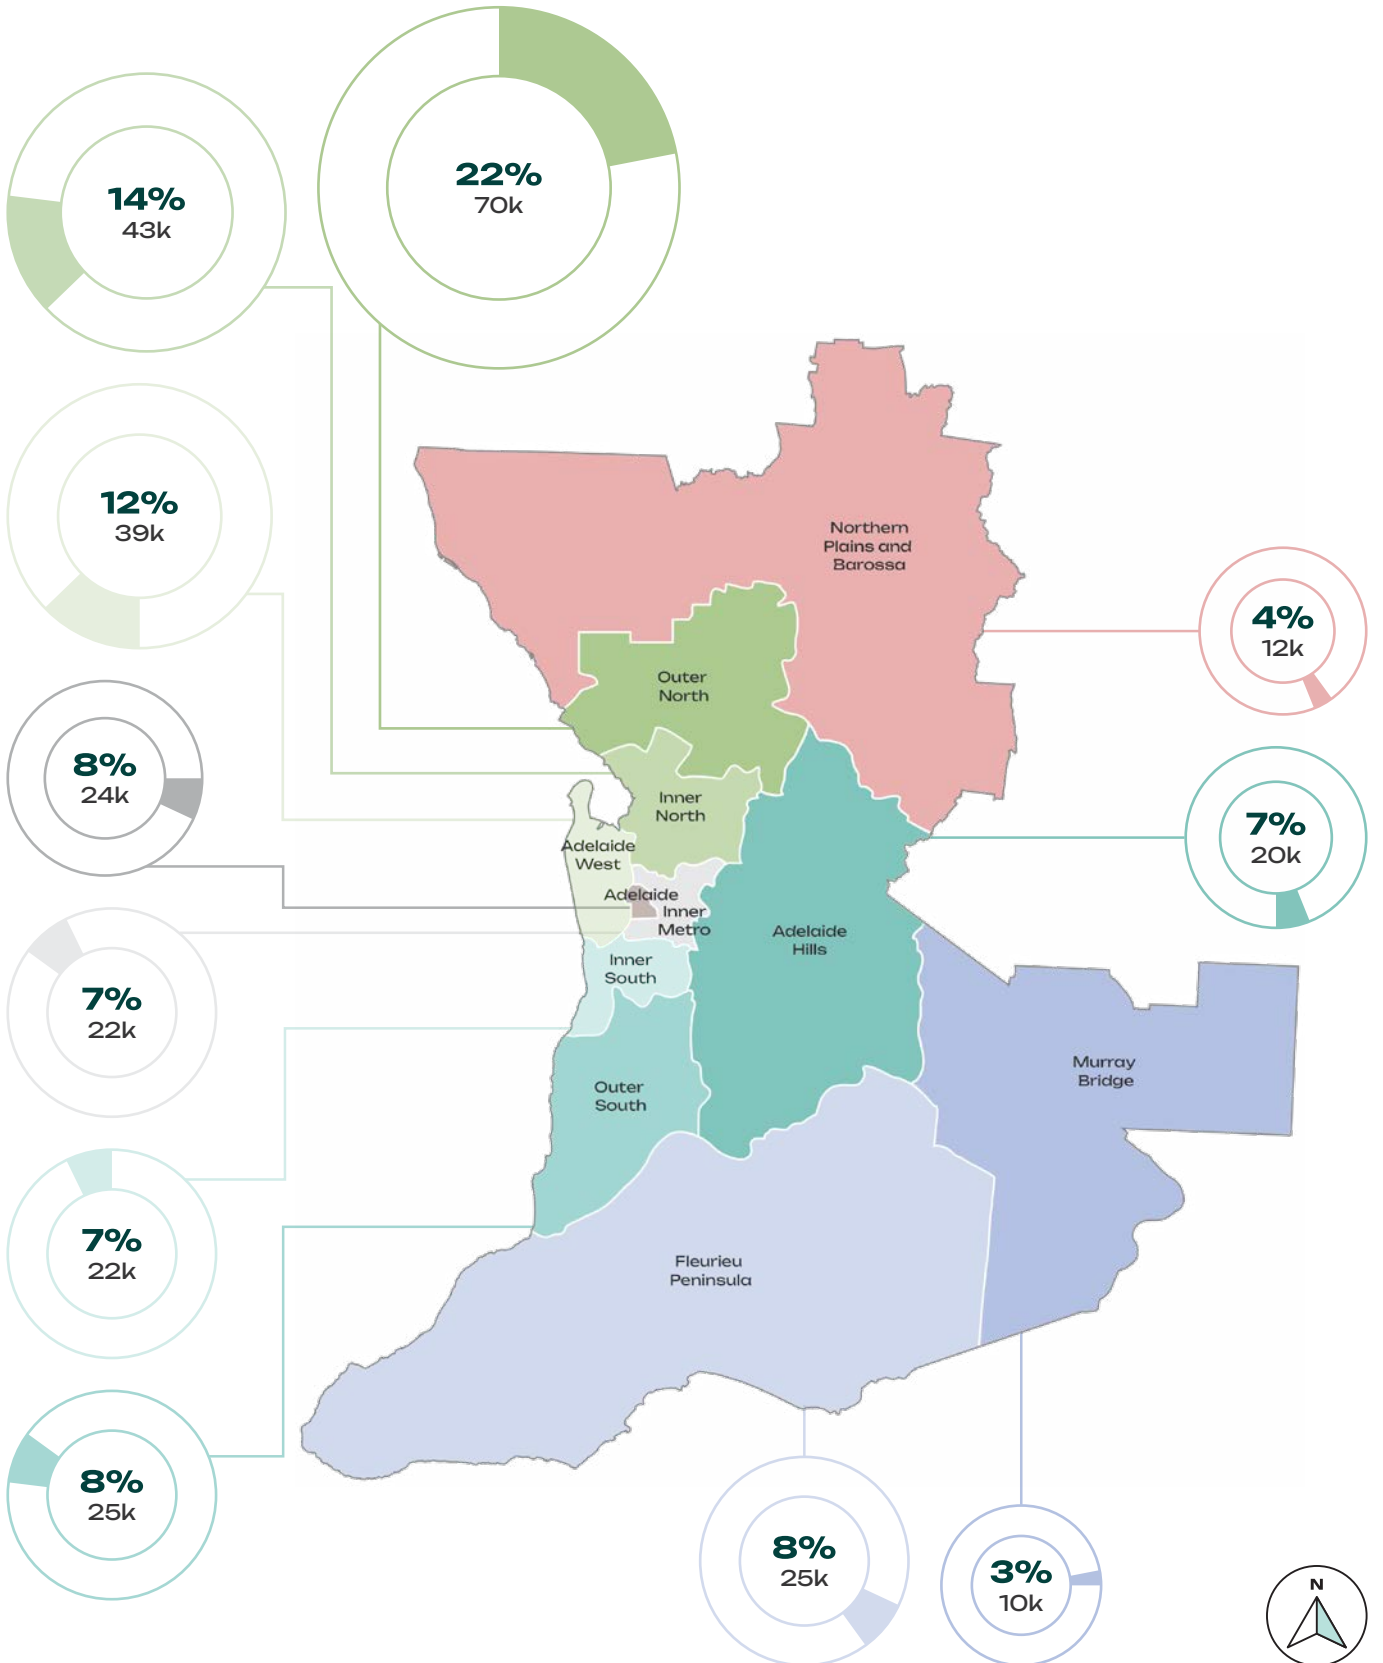 22%
70k
14%
43k
12%
39k
Northern
Plains and
Barossa
4%
12k
Outer
North
8%
24k
Inner
North
7%
20k
Adelaide
West
Adelaide
Inner
Metro
Adelaide
Hills
Inner
South
7%
22k
Murray
Bridge
Outer
South
7%
22k
Fleurieu
Peninsula
8%
25k
8%
25k
3%
10k
N